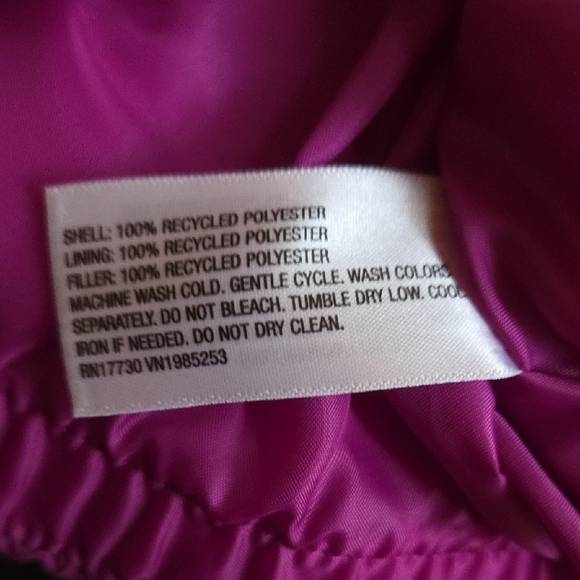 SHELL: 100% RECYCLED POLYESTER
LINING: 100% RECYCLED POLYESTER
FILLER: 100% RECYCLED POLYESTER
MACHINE WASH COLD. GENTLE CYCLE. WASH COLORS
SEPARATELY. DO NOT BLEACH. TUMBLE DRY LOW. COOL
IRON IF NEEDED. DO NOT DRY CLEAN.
RN17730 VN1985253